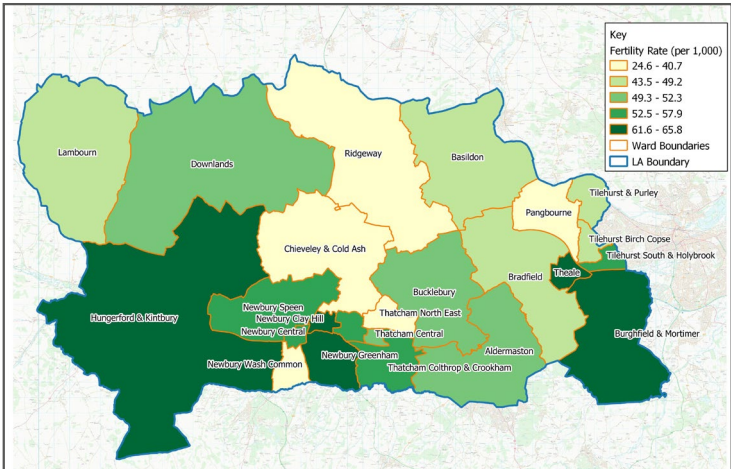 Key
Fertility Rate (per 1,000)
24.6 - 40.7
43.5 - 49.2
49.3 - 52.3
52.5 - 57.9
61.6 - 65.8
Ward Boundaries
LA Boundary
Lambourn
Downlands
Ridgeway
Basildon
Tilehurst & Purley
Pangbourne
Tilehurst Birch Copse
Tilehurst South & Holybrook
Chieveley & Cold Ash
Theale
Bradfield
Bucklebury
Hungerford & Kintbury
Newbury Speen
Newbury Clay Hill
Thatcham North East
Newbury Central
Thatcham Central
Burghfield & Mortimer
Aldermaston
Newbury Wash Common
Newbury Greenham
Thatcham Colthrop & Crookham